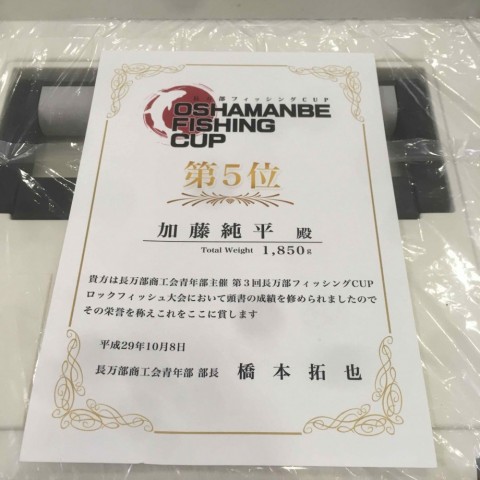 長万部フィッシングCUP
OSHAMANBE
FISHING
CUP
第5位
加藤純平 殿
Total Weight 1,850g
貴方は長万部商工会青年部主催 第3回長万部フィッシングCUP
ロックフィッシュ大会において頭書の成績を修められましたので
その栄誉を称えこれをここに賞します
平成29年10月8日
長万部商工会青年部 部長 橋本拓也